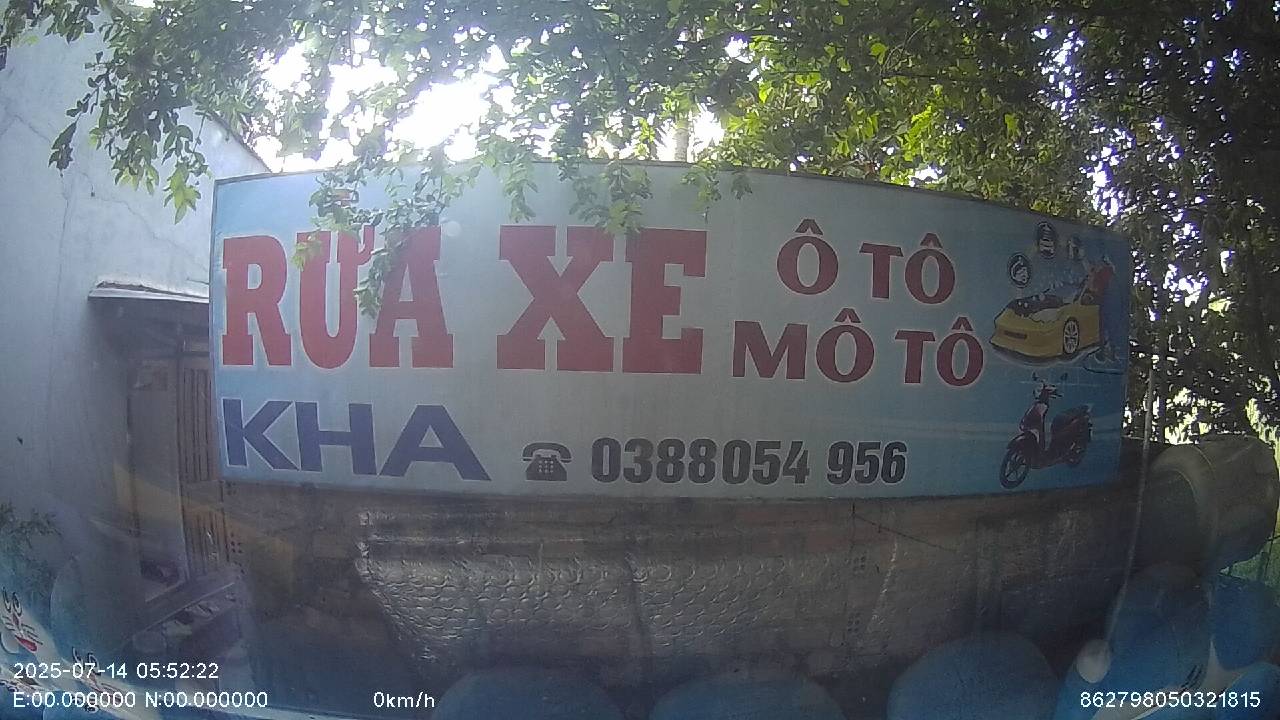 RỬA XE
Ô TÔ
MÔ TÔ
KHA
0388054 956
2025-07-14 05:52:22
E:00.000000 N:00.000000
0km/h
862798050321815